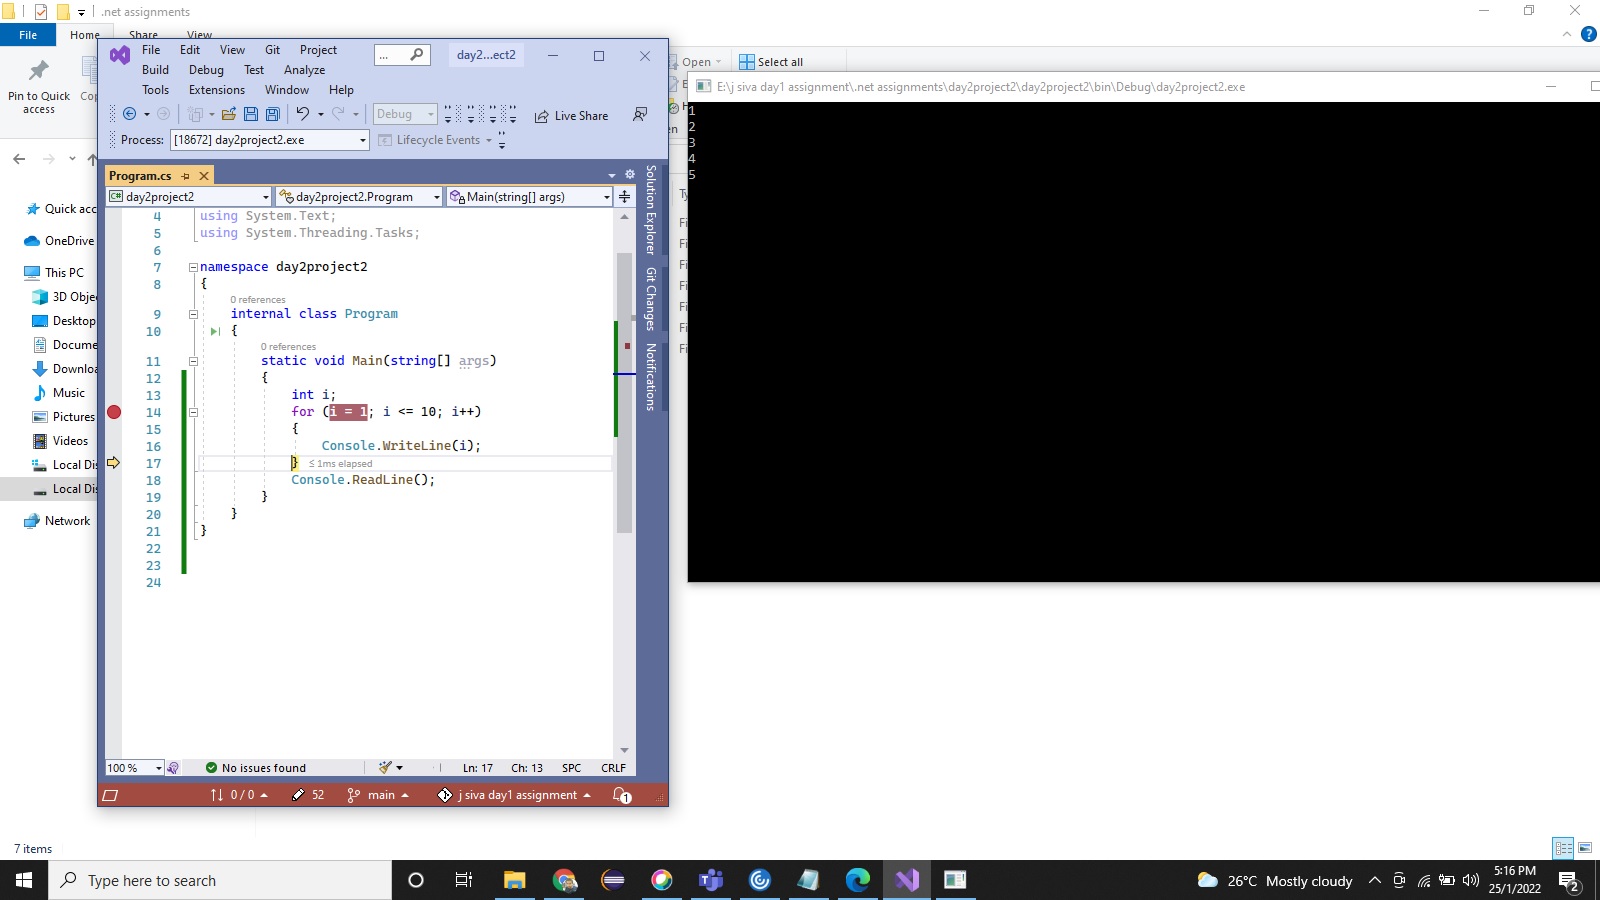 .net assignments
File Home Share View
Pin to Quick access
Open
Select all
File Edit View Git Project
Build Debug Test Analyze
Tools Extensions Window Help
...
day2...ect2
Debug
Live Share
Process: [18672] day2project2.exe
Lifecycle Events
Program.cs
day2project2 day2project2.Program Main(string[] args)
4 using System.Text;
5 using System.Threading.Tasks;
6
7 namespace day2project2
8 {
0 references
9 internal class Program
10 {
0 references
11 static void Main(string[] args)
12 {
13 int i;
14 for (i = 1; i <= 10; i++)
15 {
16 Console.WriteLine(i);
17 } ≤ 1ms elapsed
18 Console.ReadLine();
19 }
20 }
21 }
22
23
24
100 % No issues found Ln: 17 Ch: 13 SPC CRLF
0 / 0 52 main j siva day1 assignment 1
Solution Explorer
Git Changes
Notifications
E:\j siva day1 assignment\.net assignments\day2project2\day2project2\bin\Debug\day2project2.exe
1
2
3
4
5
Quick acc
OneDrive
This PC
3D Obje
Desktop
Docume
Downloa
Music
Pictures
Videos
Local Dis
Local Dis
Network
7 items
Type here to search
26°C Mostly cloudy
5:16 PM
25/1/2022
2